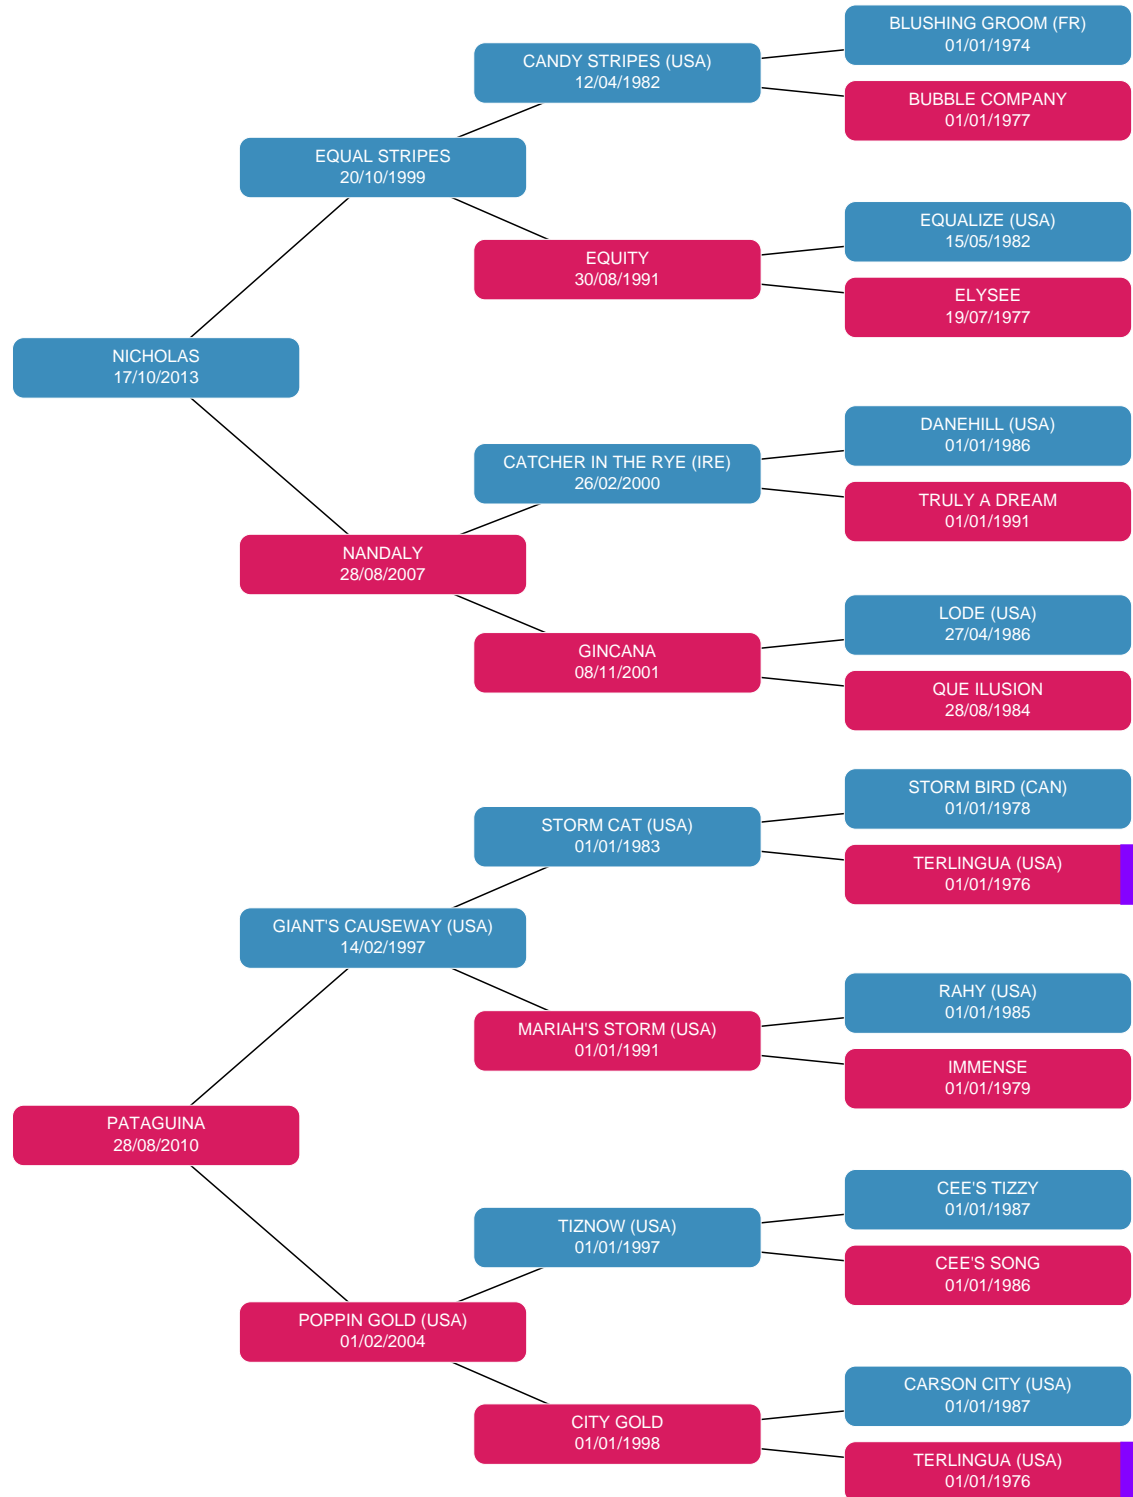 BLUSHING GROOM (FR)
01/01/1974
CANDY STRIPES (USA)
12/04/1982
BUBBLE COMPANY
01/01/1977
EQUAL STRIPES
20/10/1999
EQUALIZE (USA)
15/05/1982
EQUITY
30/08/1991
ELYSEE
19/07/1977
NICHOLAS
17/10/2013
DANEHILL (USA)
01/01/1986
CATCHER IN THE RYE (IRE)
26/02/2000
TRULY A DREAM
01/01/1991
NANDALY
28/08/2007
LODE (USA)
27/04/1986
GINCANA
08/11/2001
QUE ILUSION
28/08/1984
STORM BIRD (CAN)
01/01/1978
STORM CAT (USA)
01/01/1983
TERLINGUA (USA)
01/01/1976
GIANT'S CAUSEWAY (USA)
14/02/1997
RAHY (USA)
01/01/1985
MARIAH'S STORM (USA)
01/01/1991
IMMENSE
01/01/1979
PATAGUINA
28/08/2010
CEE'S TIZZY
01/01/1987
TIZNOW (USA)
01/01/1997
CEE'S SONG
01/01/1986
POPPIN GOLD (USA)
01/02/2004
CARSON CITY (USA)
01/01/1987
CITY GOLD
01/01/1998
TERLINGUA (USA)
01/01/1976